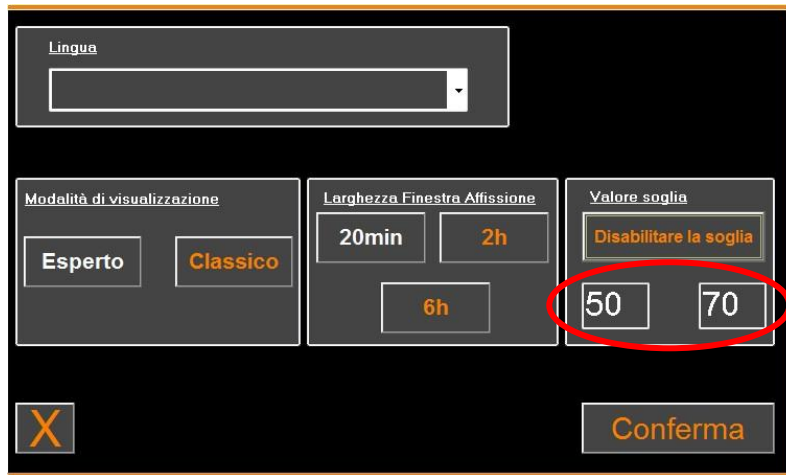 Lingua
Modalità di visualizzazione
Esperto
Classico
Larghezza Finestra Affissione
20min
2h
6h
Valore soglia
Disabilitare la soglia
50
70
X
Conferma